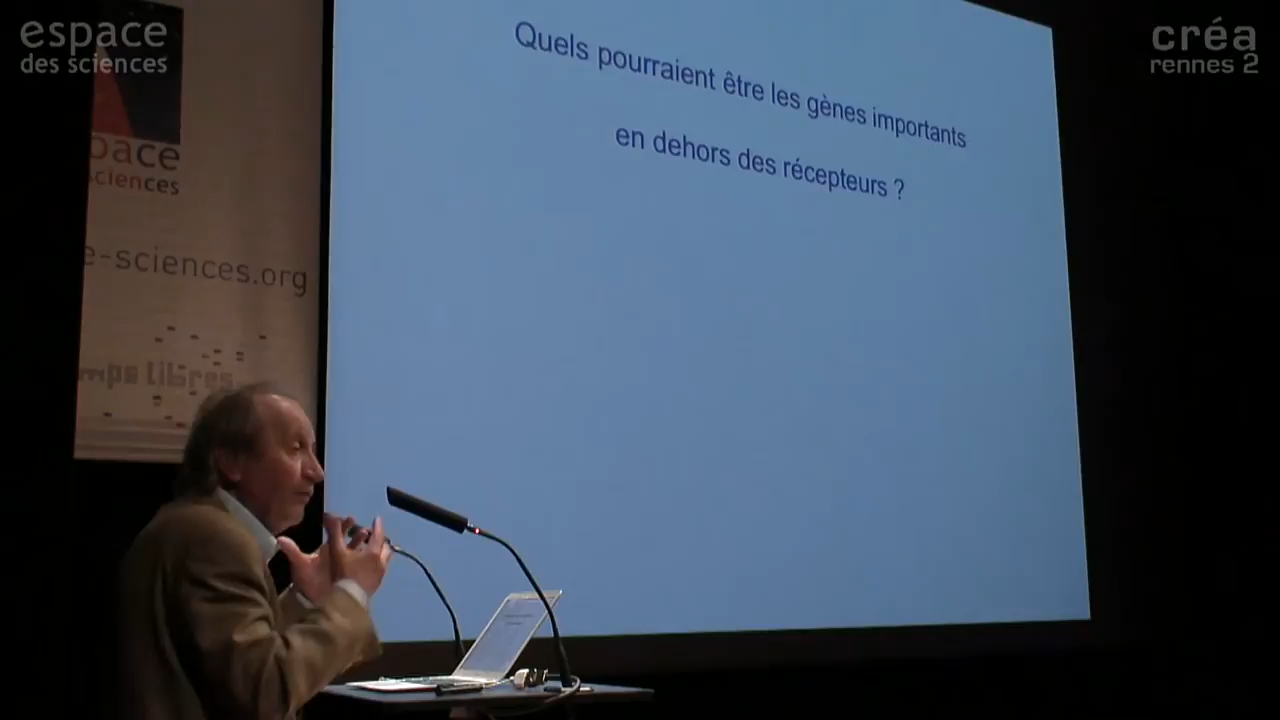 espace
des sciences
créa
rennes 2
Quels pourraient être les gènes importants
en dehors des récepteurs ?
pace
sciences
e-sciences.org
mps libres